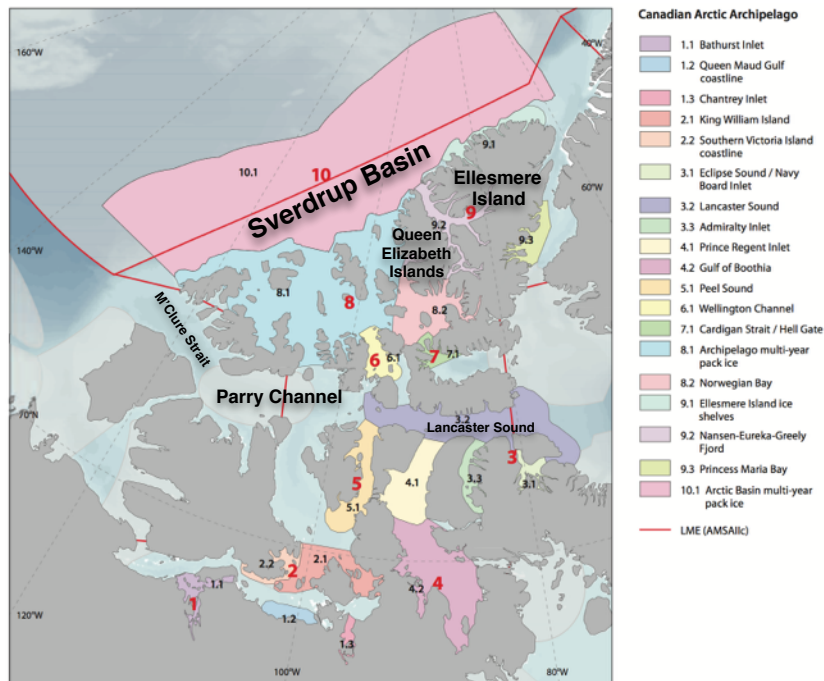 160°W
40°W
10.1
10
Sverdrup Basin
9.1
Ellesmere
Island
60°W
9
9.2
Queen
Elizabeth
Islands
9.3
140°W
8.1
8
8.2
M'Clure Strait
6
6.1
7
7.1
Parry Channel
70°N
3.2
Lancaster Sound
3
5
4.1
3.3
3.1
5.1
2.2
2
2.1
1.1
1
4
4.2
120°W
1.2
1.3
100°W
80°W
Canadian Arctic Archipelago
1.1 Bathurst Inlet
1.2 Queen Maud Gulf
coastline
1.3 Chantrey Inlet
2.1 King William Island
2.2 Southern Victoria Island
coastline
3.1 Eclipse Sound / Navy
Board Inlet
3.2 Lancaster Sound
3.3 Admiralty Inlet
4.1 Prince Regent Inlet
4.2 Gulf of Boothia
5.1 Peel Sound
6.1 Wellington Channel
7.1 Cardigan Strait / Hell Gate
8.1 Archipelago multi-year
pack ice
8.2 Norwegian Bay
9.1 Ellesmere Island ice
shelves
9.2 Nansen-Eureka-Greely
Fjord
9.3 Princess Maria Bay
10.1 Arctic Basin multi-year
pack ice
LME (AMSAIIc)